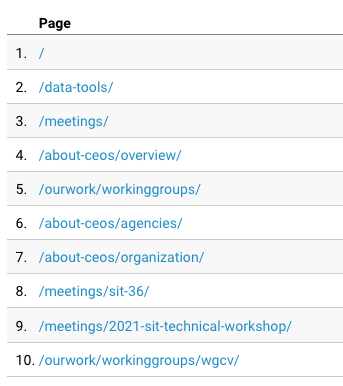 Page
1. /
2. /data-tools/
3. /meetings/
4. /about-ceos/overview/
5. /ourwork/workinggroups/
6. /about-ceos/agencies/
7. /about-ceos/organization/
8. /meetings/sit-36/
9. /meetings/2021-sit-technical-workshop/
10. /ourwork/workinggroups/wgcv/